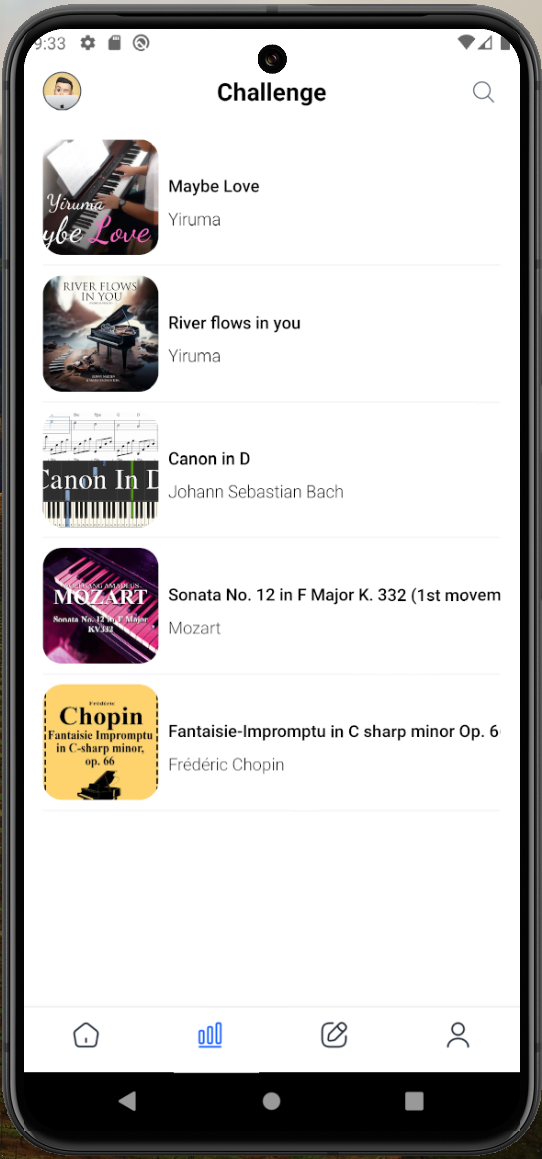 9:33
Challenge
Yiruma
ybe Love
Maybe Love
Yiruma
RIVER FLOWS
IN YOU
River flows in you
Yiruma
Canon In D
Canon in D
Johann Sebastian Bach
WOLFGANG AMADEUS
MOZART
Sonata No. 12 in F Major
KV332
Sonata No. 12 in F Major K. 332 (1st movem
Mozart
Frédéric
Chopin
Fantaisie Impromptu
in C-sharp minor,
op. 66
Fantaisie-Impromptu in C sharp minor Op. 6
Frédéric Chopin